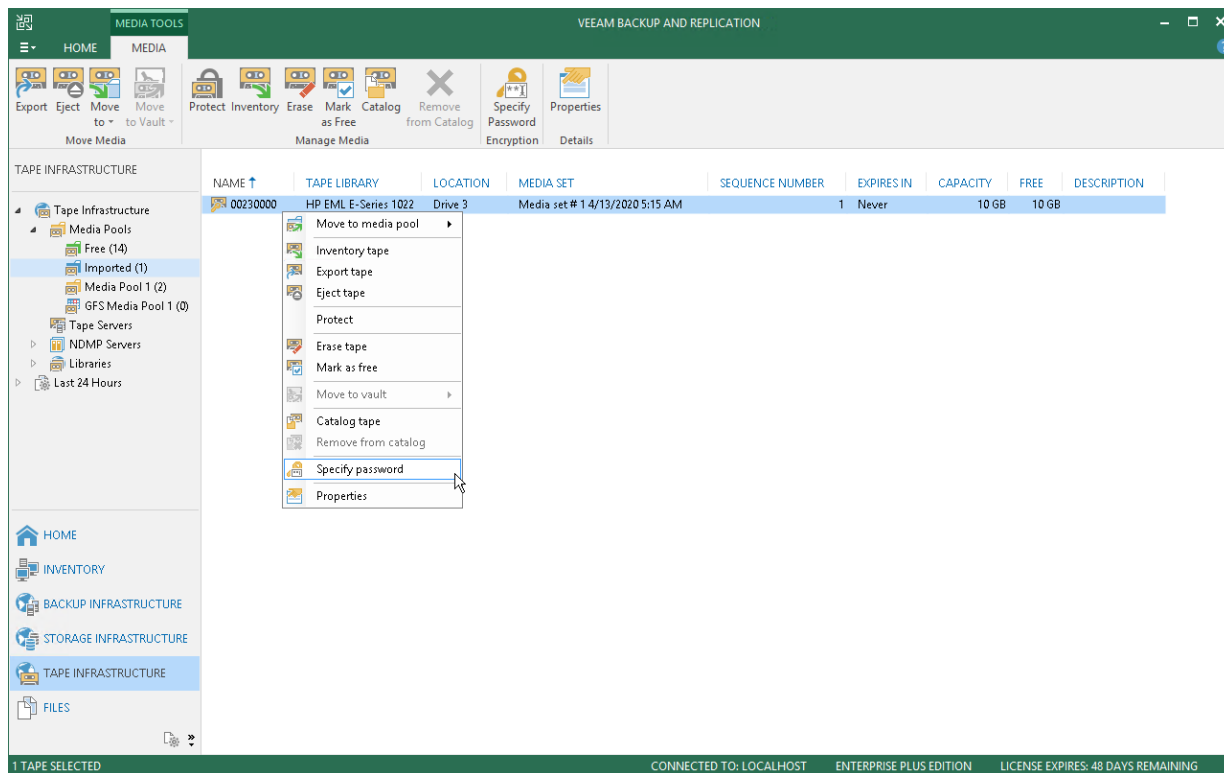 MEDIA TOOLS
VEEAM BACKUP AND REPLICATION
HOME MEDIA
Export Eject Move to Move to Vault Protect Inventory Erase Mark as Free Catalog Remove from Catalog Specify Password Properties
Move Media Manage Media Encryption Details
TAPE INFRASTRUCTURE
Tape Infrastructure
Media Pools
Free (14)
Imported (1)
Media Pool 1 (2)
GFS Media Pool 1 (0)
Tape Servers
NDMP Servers
Libraries
Last 24 Hours
HOME
INVENTORY
BACKUP INFRASTRUCTURE
STORAGE INFRASTRUCTURE
TAPE INFRASTRUCTURE
FILES
NAME TAPE LIBRARY LOCATION MEDIA SET SEQUENCE NUMBER EXPIRES IN CAPACITY FREE DESCRIPTION
00230000 HP EML E-Series 1022 Drive 3 Media set # 1 4/13/2020 5:15 AM 1 Never 10 GB 10 GB
Move to media pool
Inventory tape
Export tape
Eject tape
Protect
Erase tape
Mark as free
Move to vault
Catalog tape
Remove from catalog
Specify password
Properties
1 TAPE SELECTED CONNECTED TO: LOCALHOST ENTERPRISE PLUS EDITION LICENSE EXPIRES: 48 DAYS REMAINING